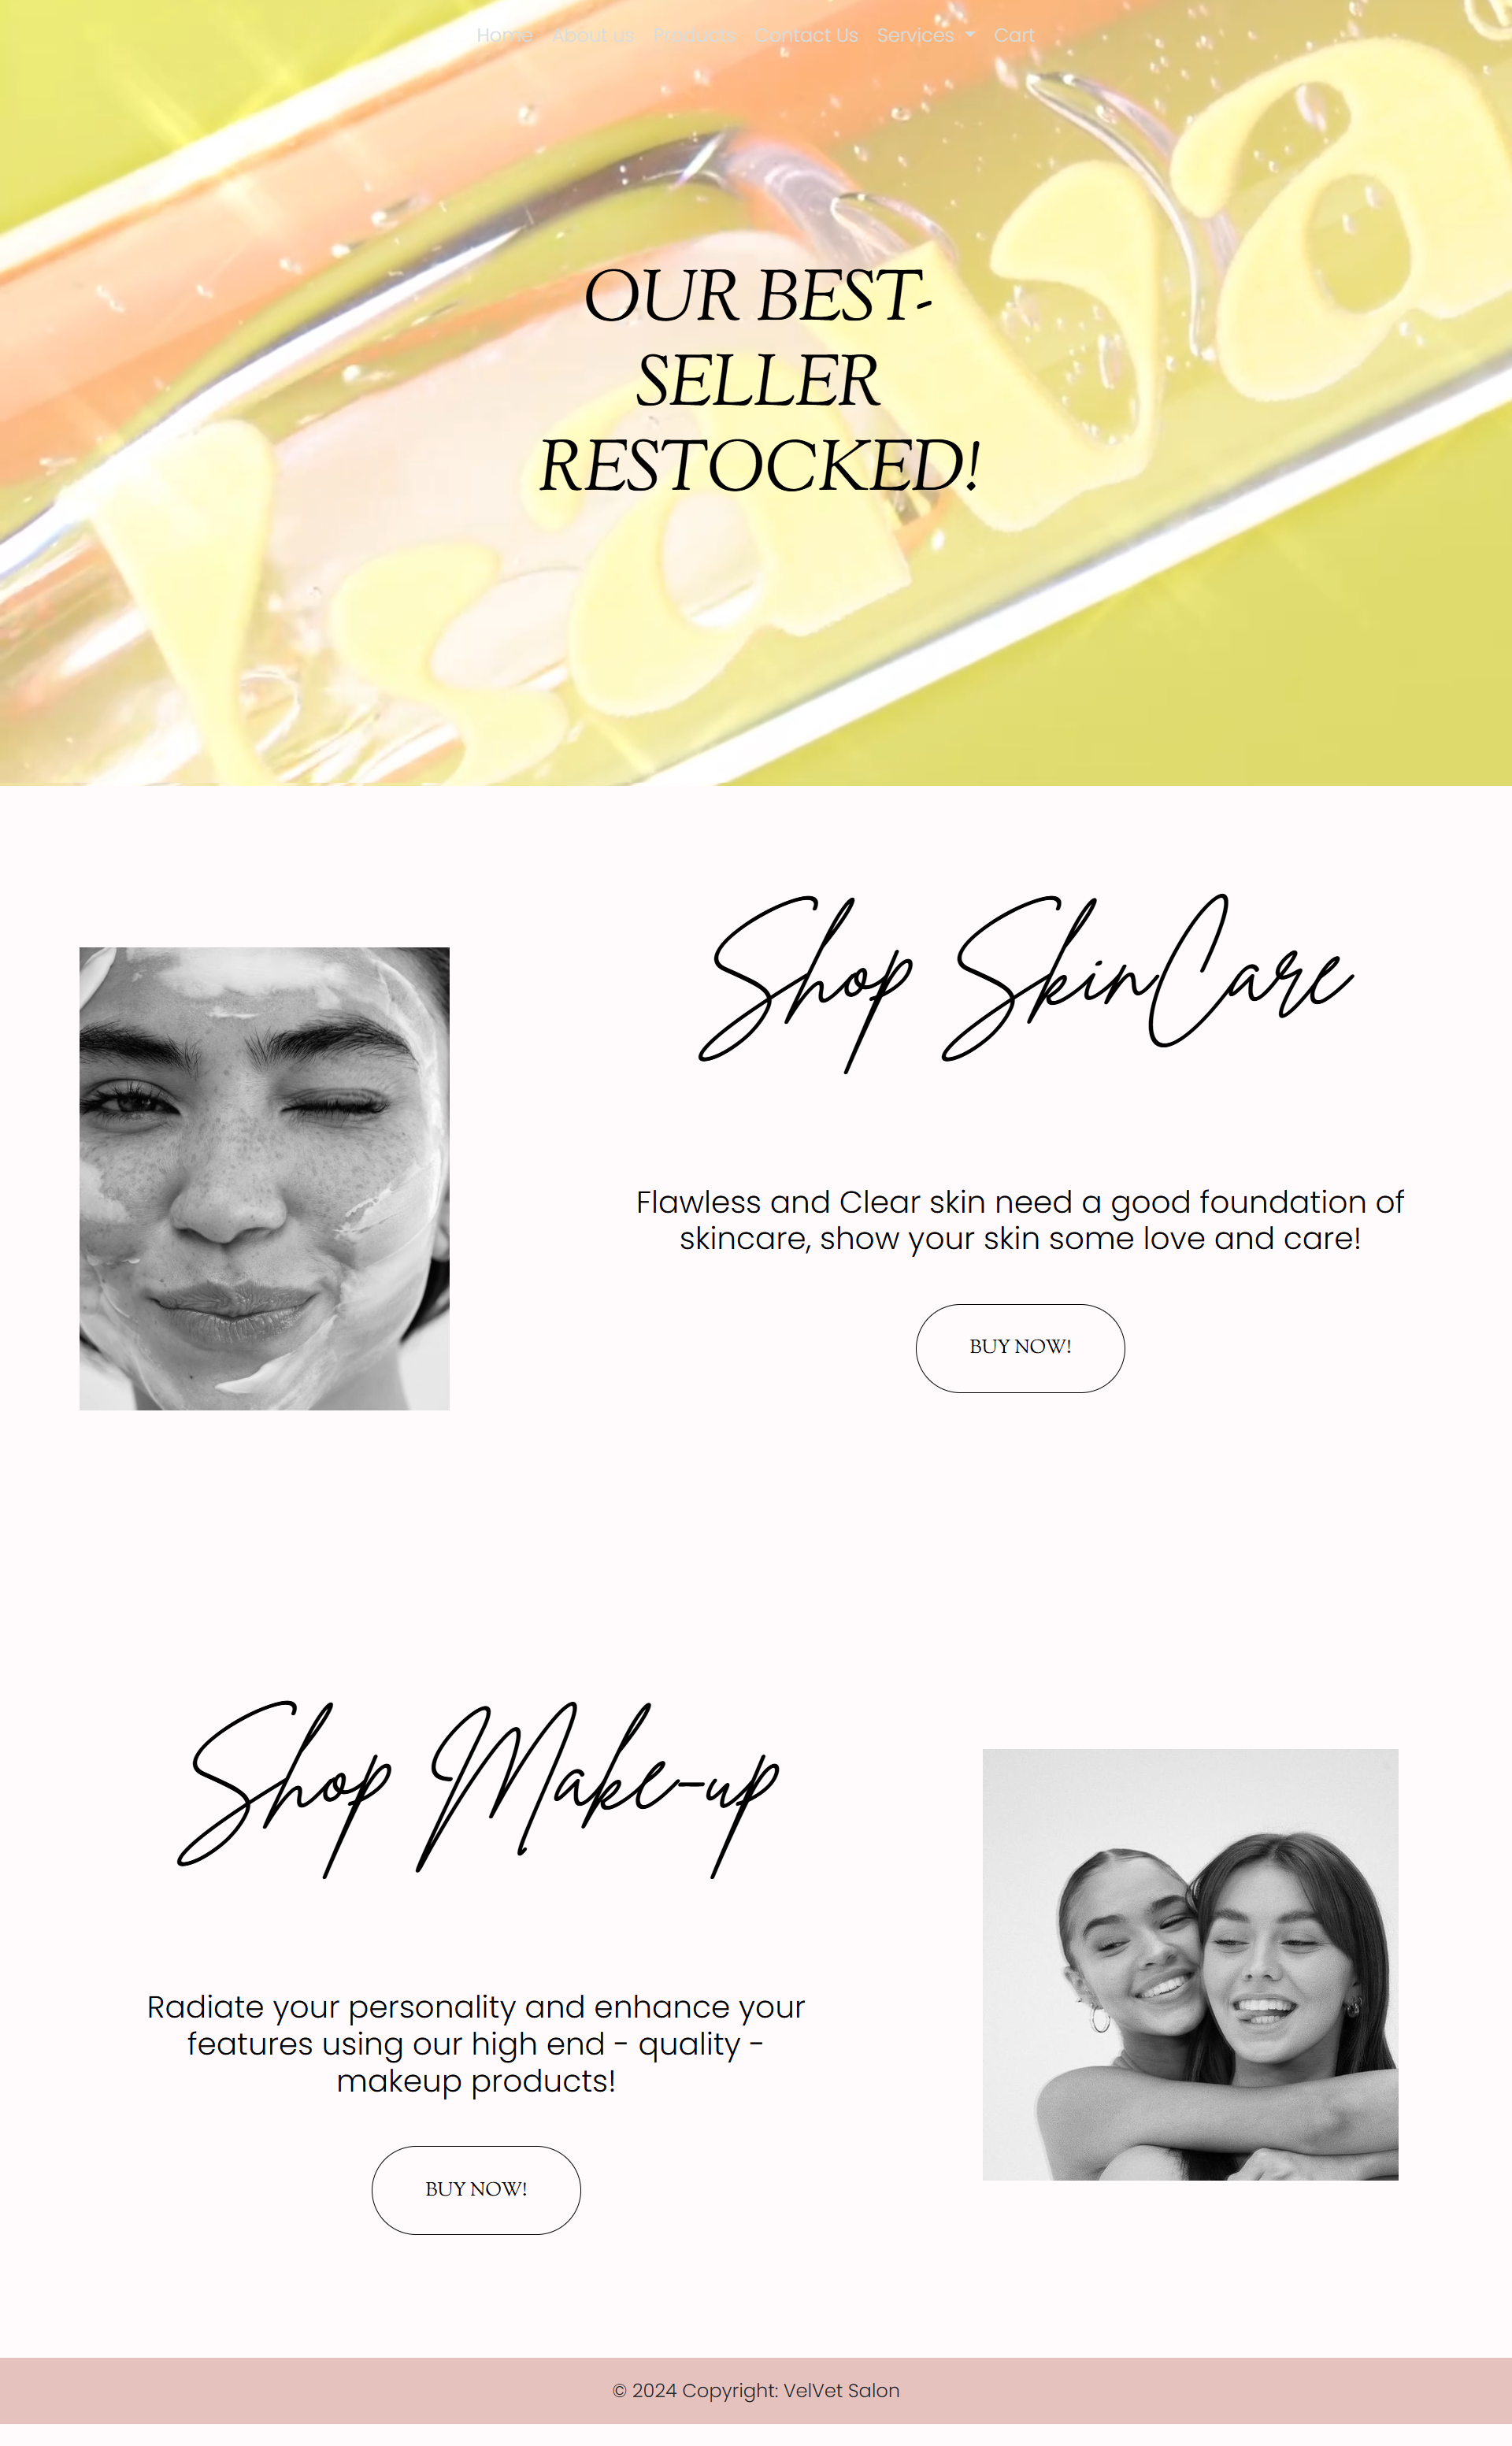 Home About us Products Contact Us Services Cart
OUR BEST-
SELLER
RESTOCKED!
Shop SkinCare
Flawless and Clear skin need a good foundation of
skincare, show your skin some love and care!
BUY NOW!
Shop Make-up
Radiate your personality and enhance your
features using our high end - quality -
makeup products!
BUY NOW!
© 2024 Copyright: VelVet Salon